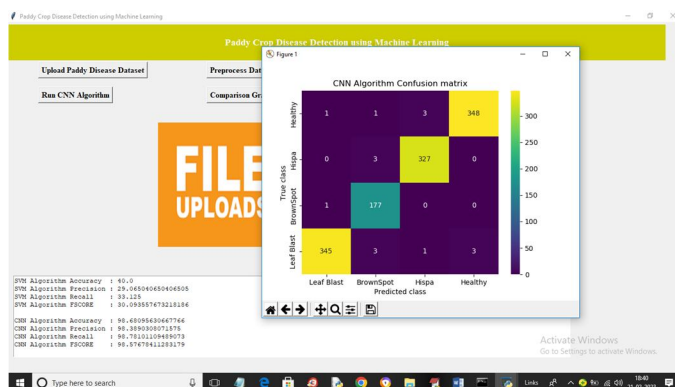 Paddy Crop Disease Detection using Machine Learning
Paddy Crop Disease Detection using Machine Learning
Figure 1
Upload Paddy Disease Dataset
Preprocess Dat
Run CNN Algorithm
Comparison Gr
FILE
UPLOADS
CNN Algorithm Confusion matrix
True class
Healthy 1 1 3 348
Hispa 0 3 327 0
BrownSpot 1 177 0 0
Leaf Blast 345 3 1 3
Leaf Blast BrownSpot Hispa Healthy
Predicted class
300
250
200
150
100
50
0
SVM Algorithm Accuracy : 40.0
SVM Algorithm Precision : 29.065040650406505
SVM Algorithm Recall : 33.125
SVM Algorithm FSCORE : 30.093557673218186
CNN Algorithm Accuracy : 98.68095630667766
CNN Algorithm Precision : 98.3890308071575
CNN Algorithm Recall : 98.78101109483871
CNN Algorithm FSCORE : 98.57678411283179
Activate Windows
Go to Settings to activate Windows.
Type here to search
Links
18:40